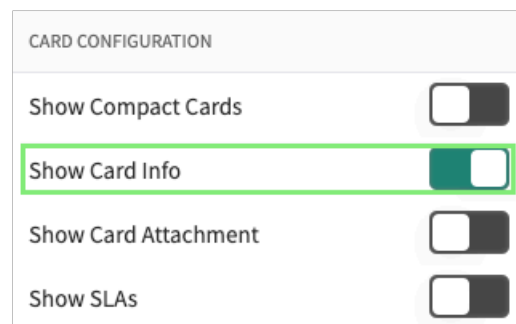 CARD CONFIGURATION
Show Compact Cards
Show Card Info
Show Card Attachment
Show SLAs